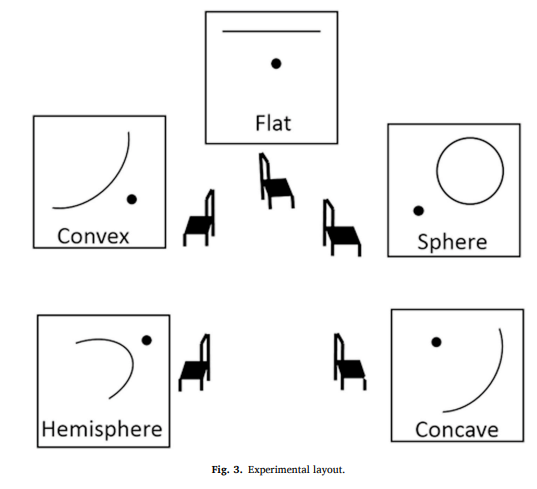 Flat
Convex
Sphere
Hemisphere
Concave
Fig. 3. Experimental layout.